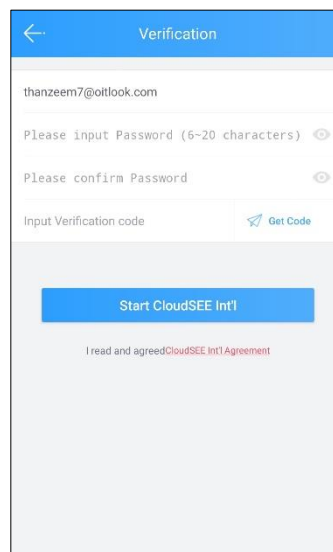 Verification
thanzeem7@oitlook.com
Please input Password (6~20 characters)
Please confirm Password
Input Verification code Get Code
Start CloudSEE Int'l
I read and agreedCloudSEE Int'l Agreement